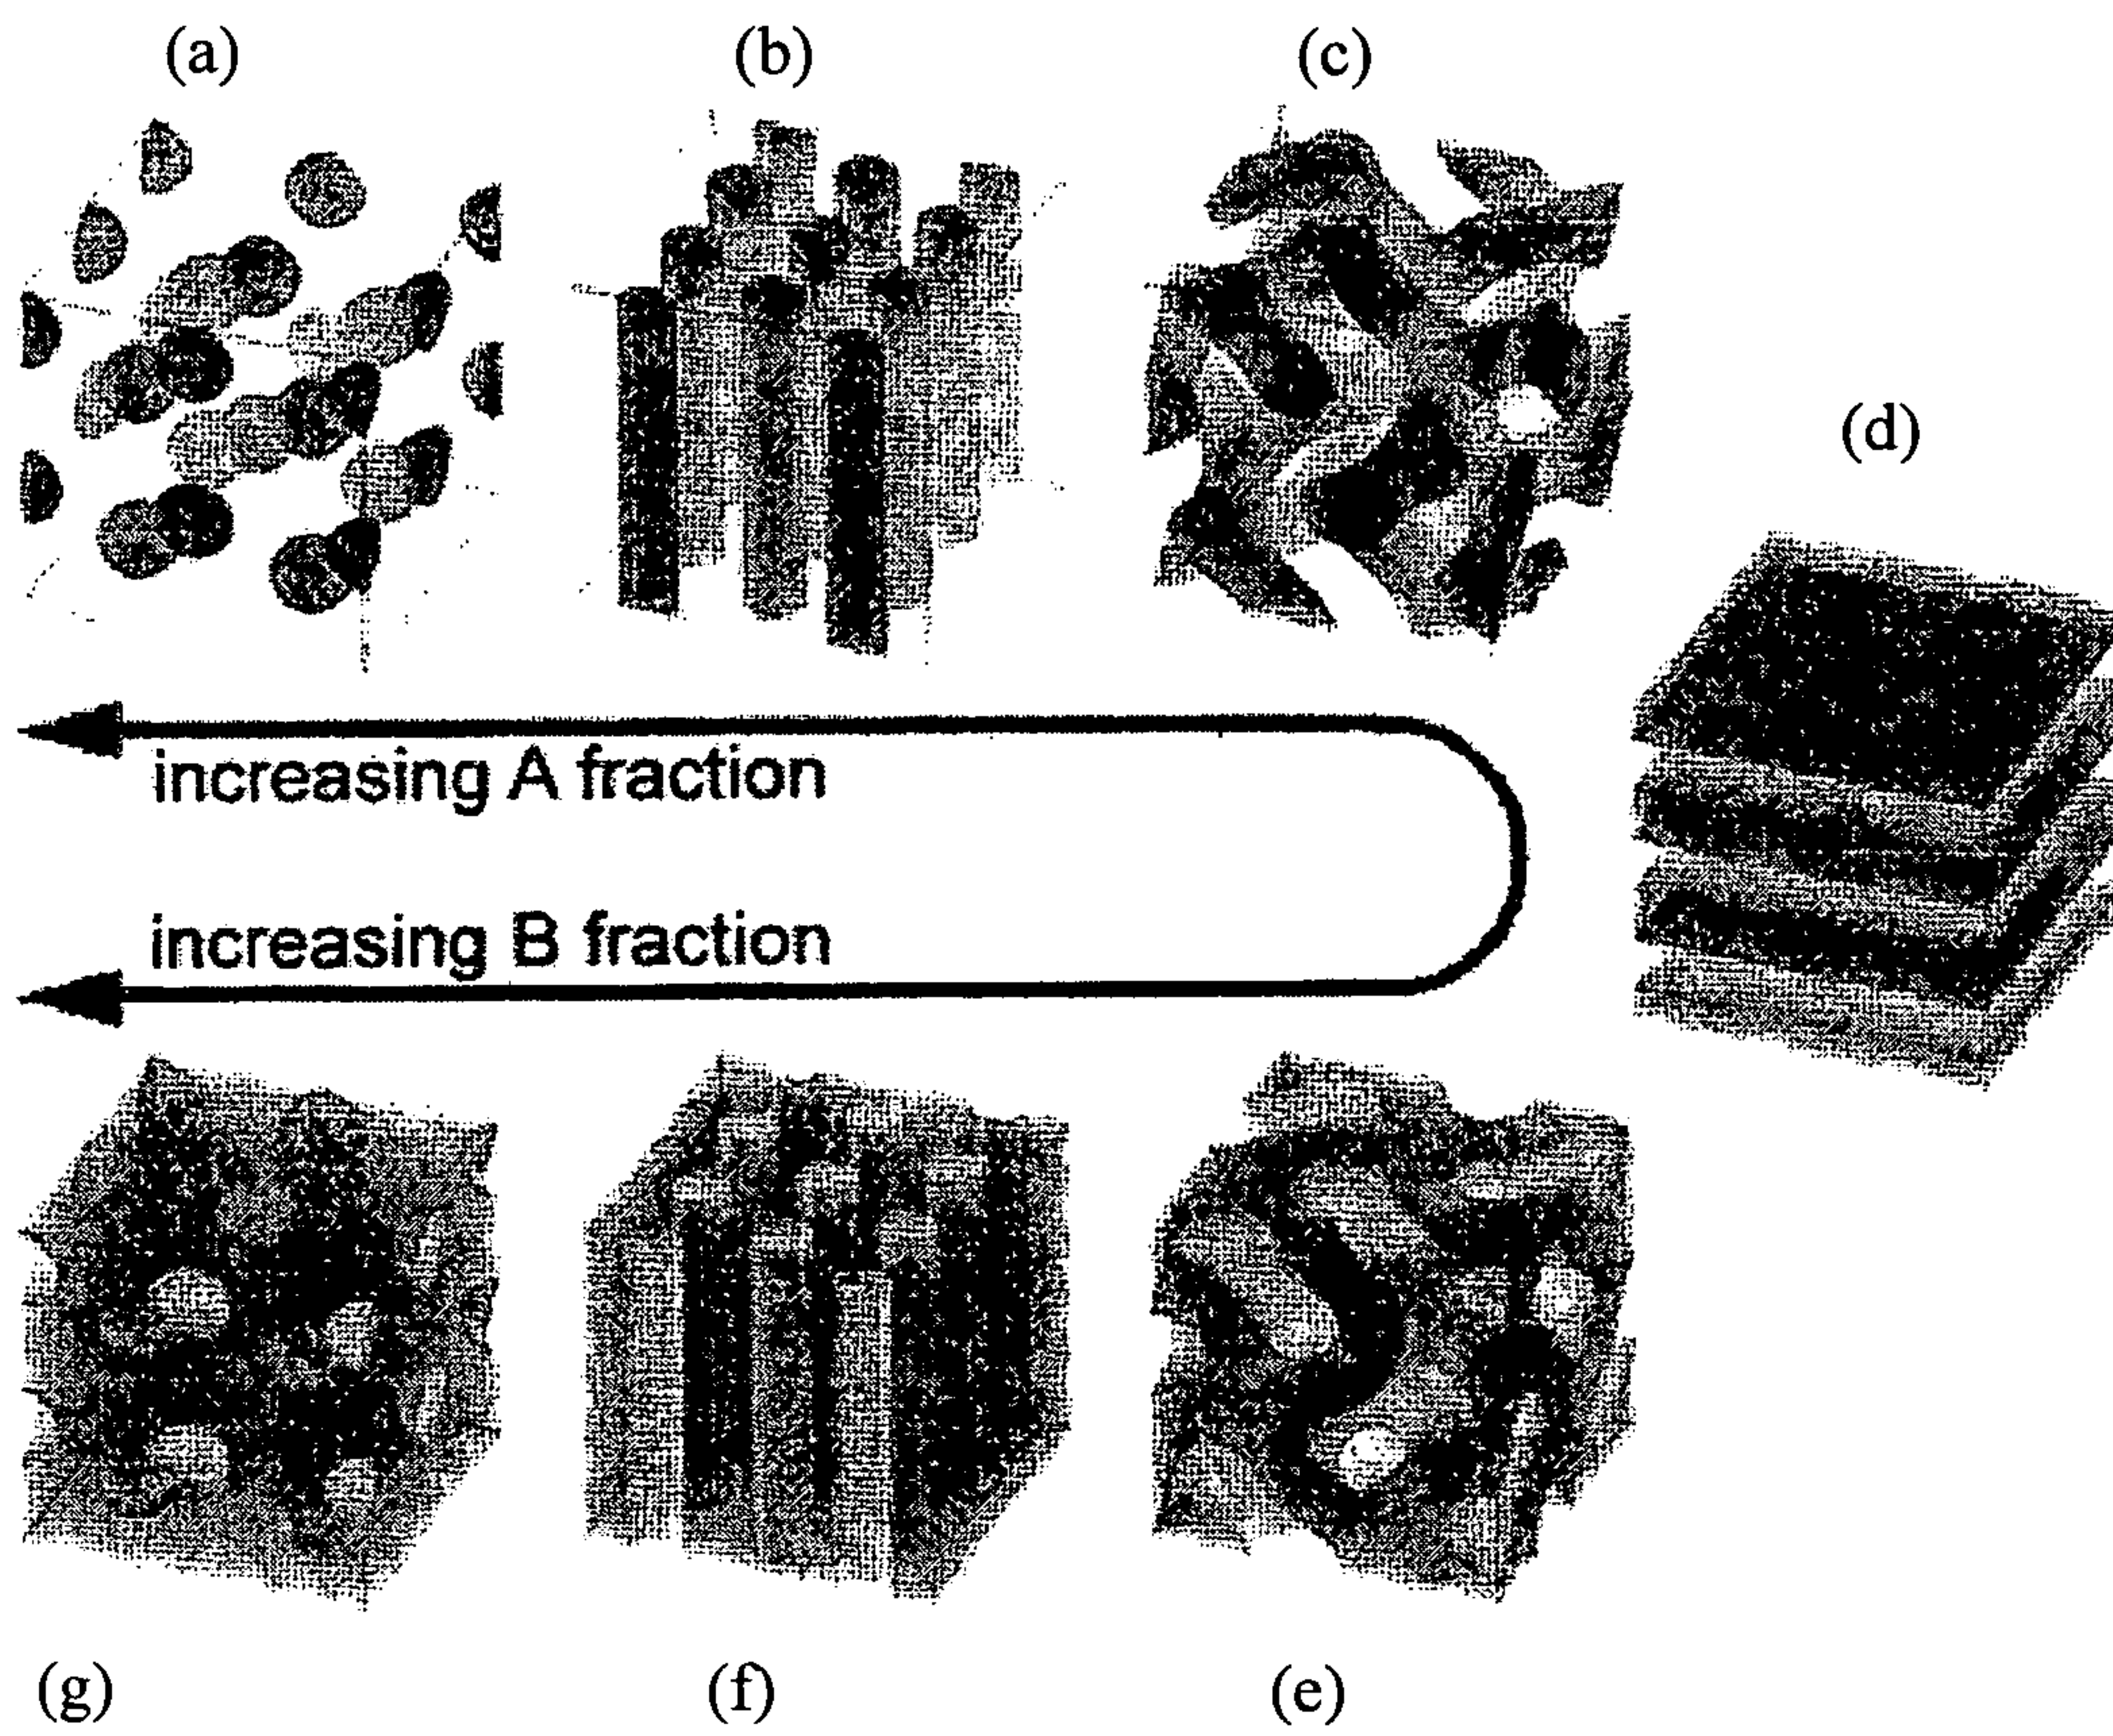 (a)
(b)
(c)
(d)
increasing A fraction
increasing B fraction
(g)
(f)
(e)